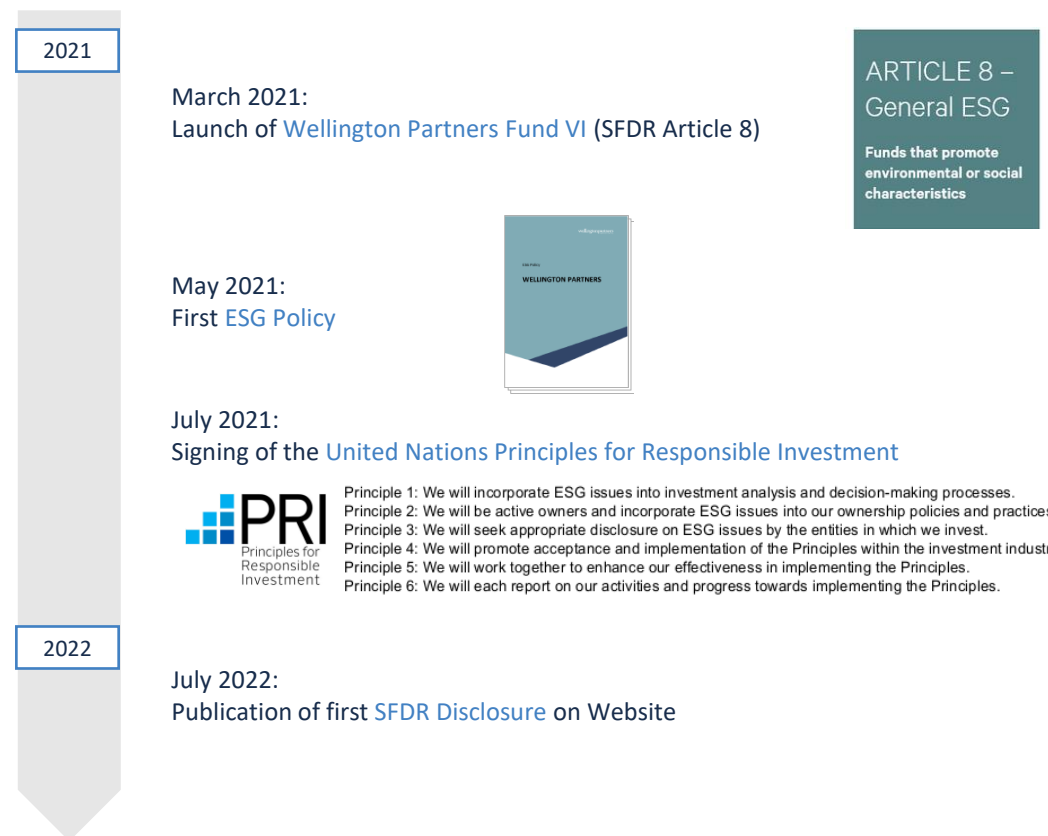 2021
ARTICLE 8 –
General ESG
Funds that promote
environmental or social
characteristics
March 2021:
Launch of Wellington Partners Fund VI (SFDR Article 8)
WELLINGTON PARTNERS
May 2021:
First ESG Policy
July 2021:
Signing of the United Nations Principles for Responsible Investment
PRI
Principles for
Responsible
Investment
Principle 1: We will incorporate ESG issues into investment analysis and decision-making processes.
Principle 2: We will be active owners and incorporate ESG issues into our ownership policies and practices
Principle 3: We will seek appropriate disclosure on ESG issues by the entities in which we invest.
Principle 4: We will promote acceptance and implementation of the Principles within the investment industr
Principle 5: We will work together to enhance our effectiveness in implementing the Principles.
Principle 6: We will each report on our activities and progress towards implementing the Principles.
2022
July 2022:
Publication of first SFDR Disclosure on Website